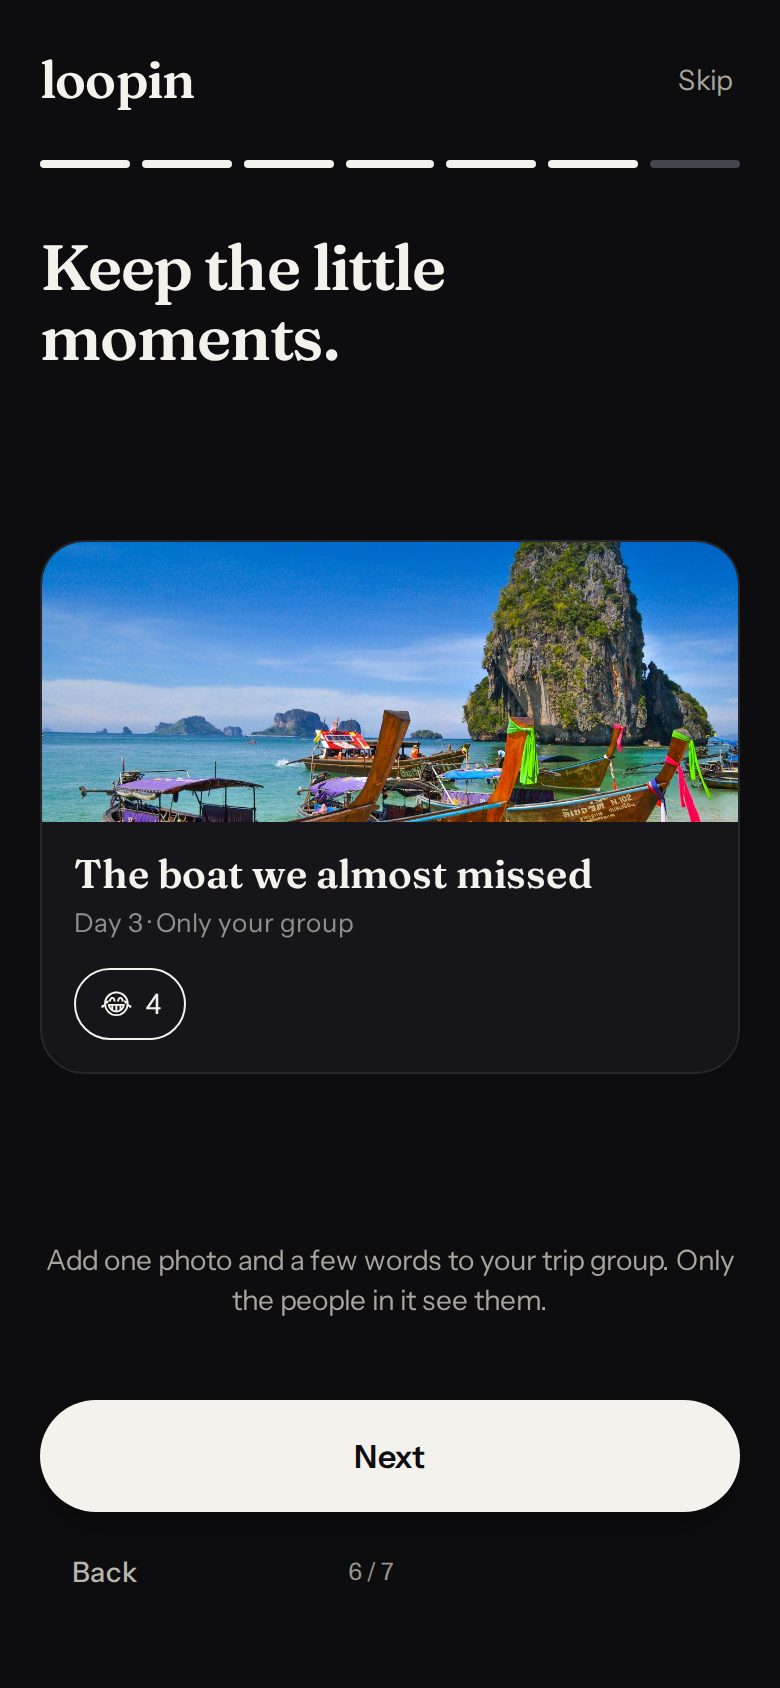 loopin
Skip
Keep the little
moments.
N.102
The boat we almost missed
Day 3 · Only your group
😂 4
Add one photo and a few words to your trip group. Only
the people in it see them.
Next
Back
6 / 7